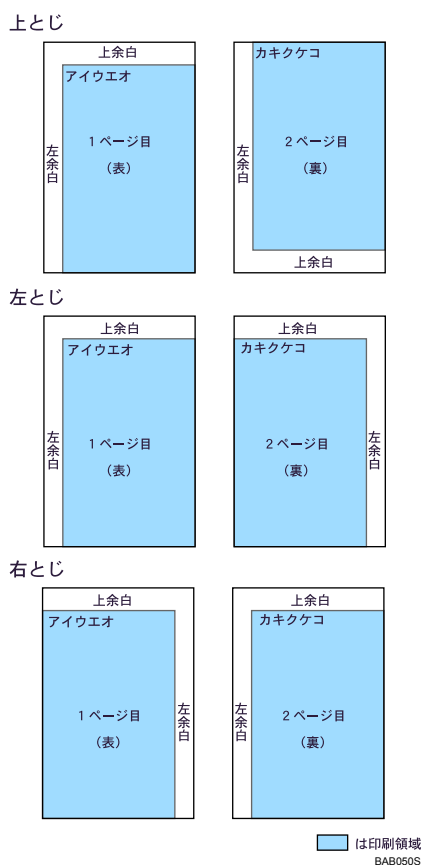 上とじ
上余白
アイウエオ
左余白
1 ページ目
(表)
カキクケコ
左余白
2 ページ目
(裏)
上余白
左とじ
上余白
アイウエオ
左余白
1 ページ目
(表)
上余白
カキクケコ
2 ページ目
(裏)
左余白
右とじ
上余白
アイウエオ
1 ページ目
(表)
左余白
上余白
カキクケコ
左余白
2 ページ目
(裏)
は印刷領域
BAB050S